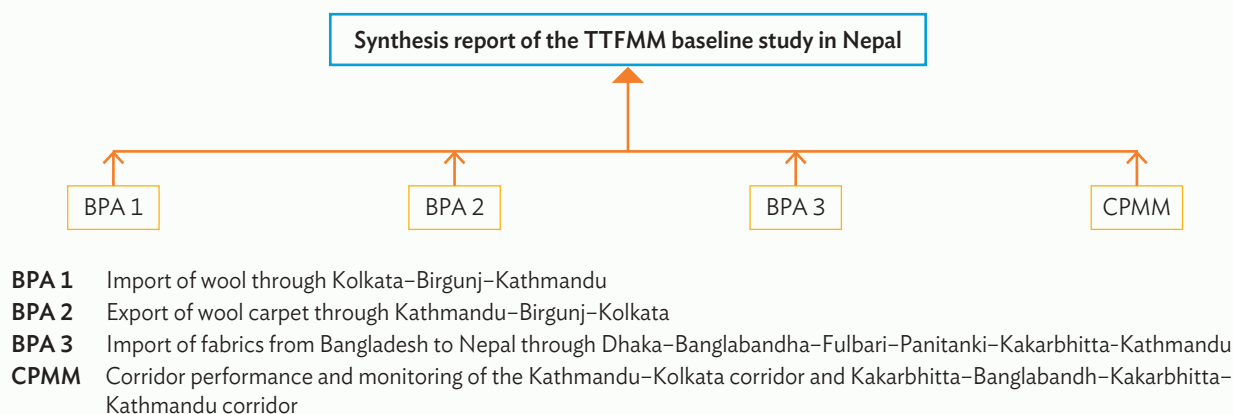 Synthesis report of the TTFMM baseline study in Nepal
BPA 1
BPA 2
BPA 3
CPMM
BPA 1 Import of wool through Kolkata–Birgunj–Kathmandu
BPA 2 Export of wool carpet through Kathmandu–Birgunj–Kolkata
BPA 3 Import of fabrics from Bangladesh to Nepal through Dhaka–Banglabandha–Fulbari–Panitanki–Kakarbhitta-Kathmandu
CPMM Corridor performance and monitoring of the Kathmandu–Kolkata corridor and Kakarbhitta–Banglabandh–Kakarbhitta–
Kathmandu corridor